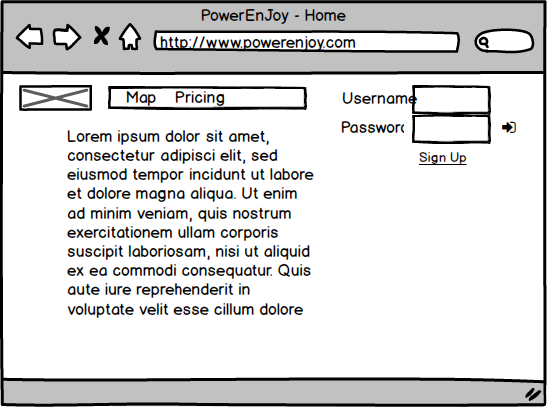 PowerEnJoy - Home
http://www.powerenjoy.com
Map Pricing
Username
Password
Sign Up
Lorem ipsum dolor sit amet,
consectetur adipisci elit, sed
eiusmod tempor incidunt ut labore
et dolore magna aliqua. Ut enim
ad minim veniam, quis nostrum
exercitationem ullam corporis
suscipit laboriosam, nisi ut aliquid
ex ea commodi consequatur. Quis
aute iure reprehenderit in
voluptate velit esse cillum dolore